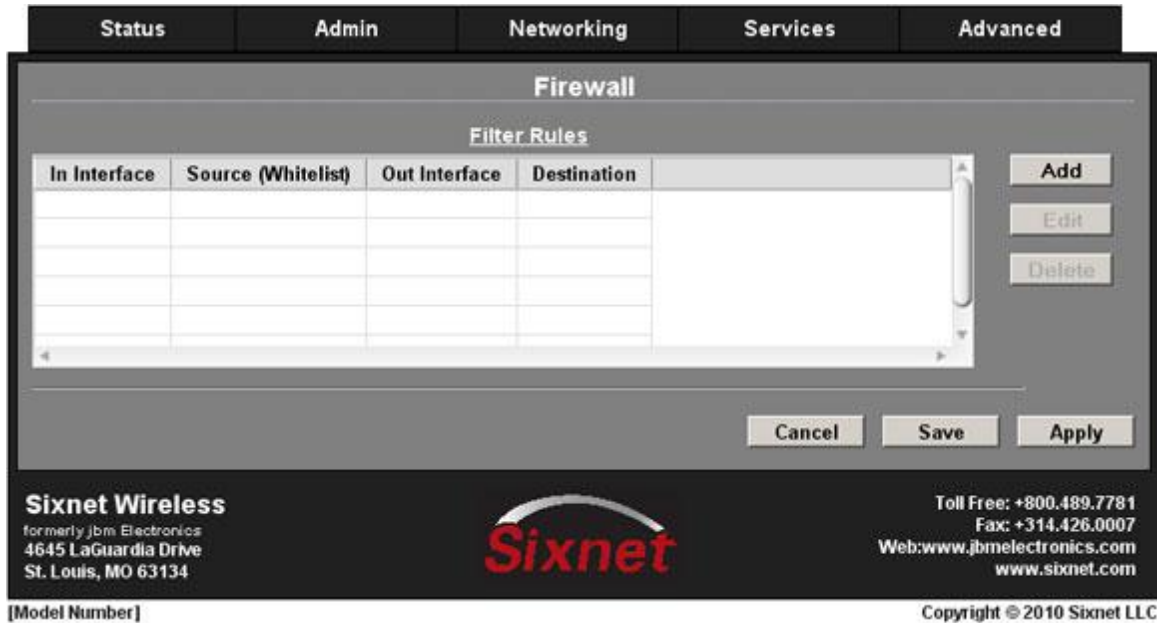 Status Admin Networking Services Advanced
Firewall
Filter Rules
In Interface Source (Whitelist) Out Interface Destination
Add
Edit
Delete
Cancel Save Apply
Sixnet Wireless
formerly jbm Electronics
4645 LaGuardia Drive
St. Louis, MO 63134
Sixnet
Toll Free: +800.489.7781
Fax: +314.426.0007
Web:www.jbmelectronics.com
www.sixnet.com
[Model Number]
Copyright © 2010 Sixnet LLC